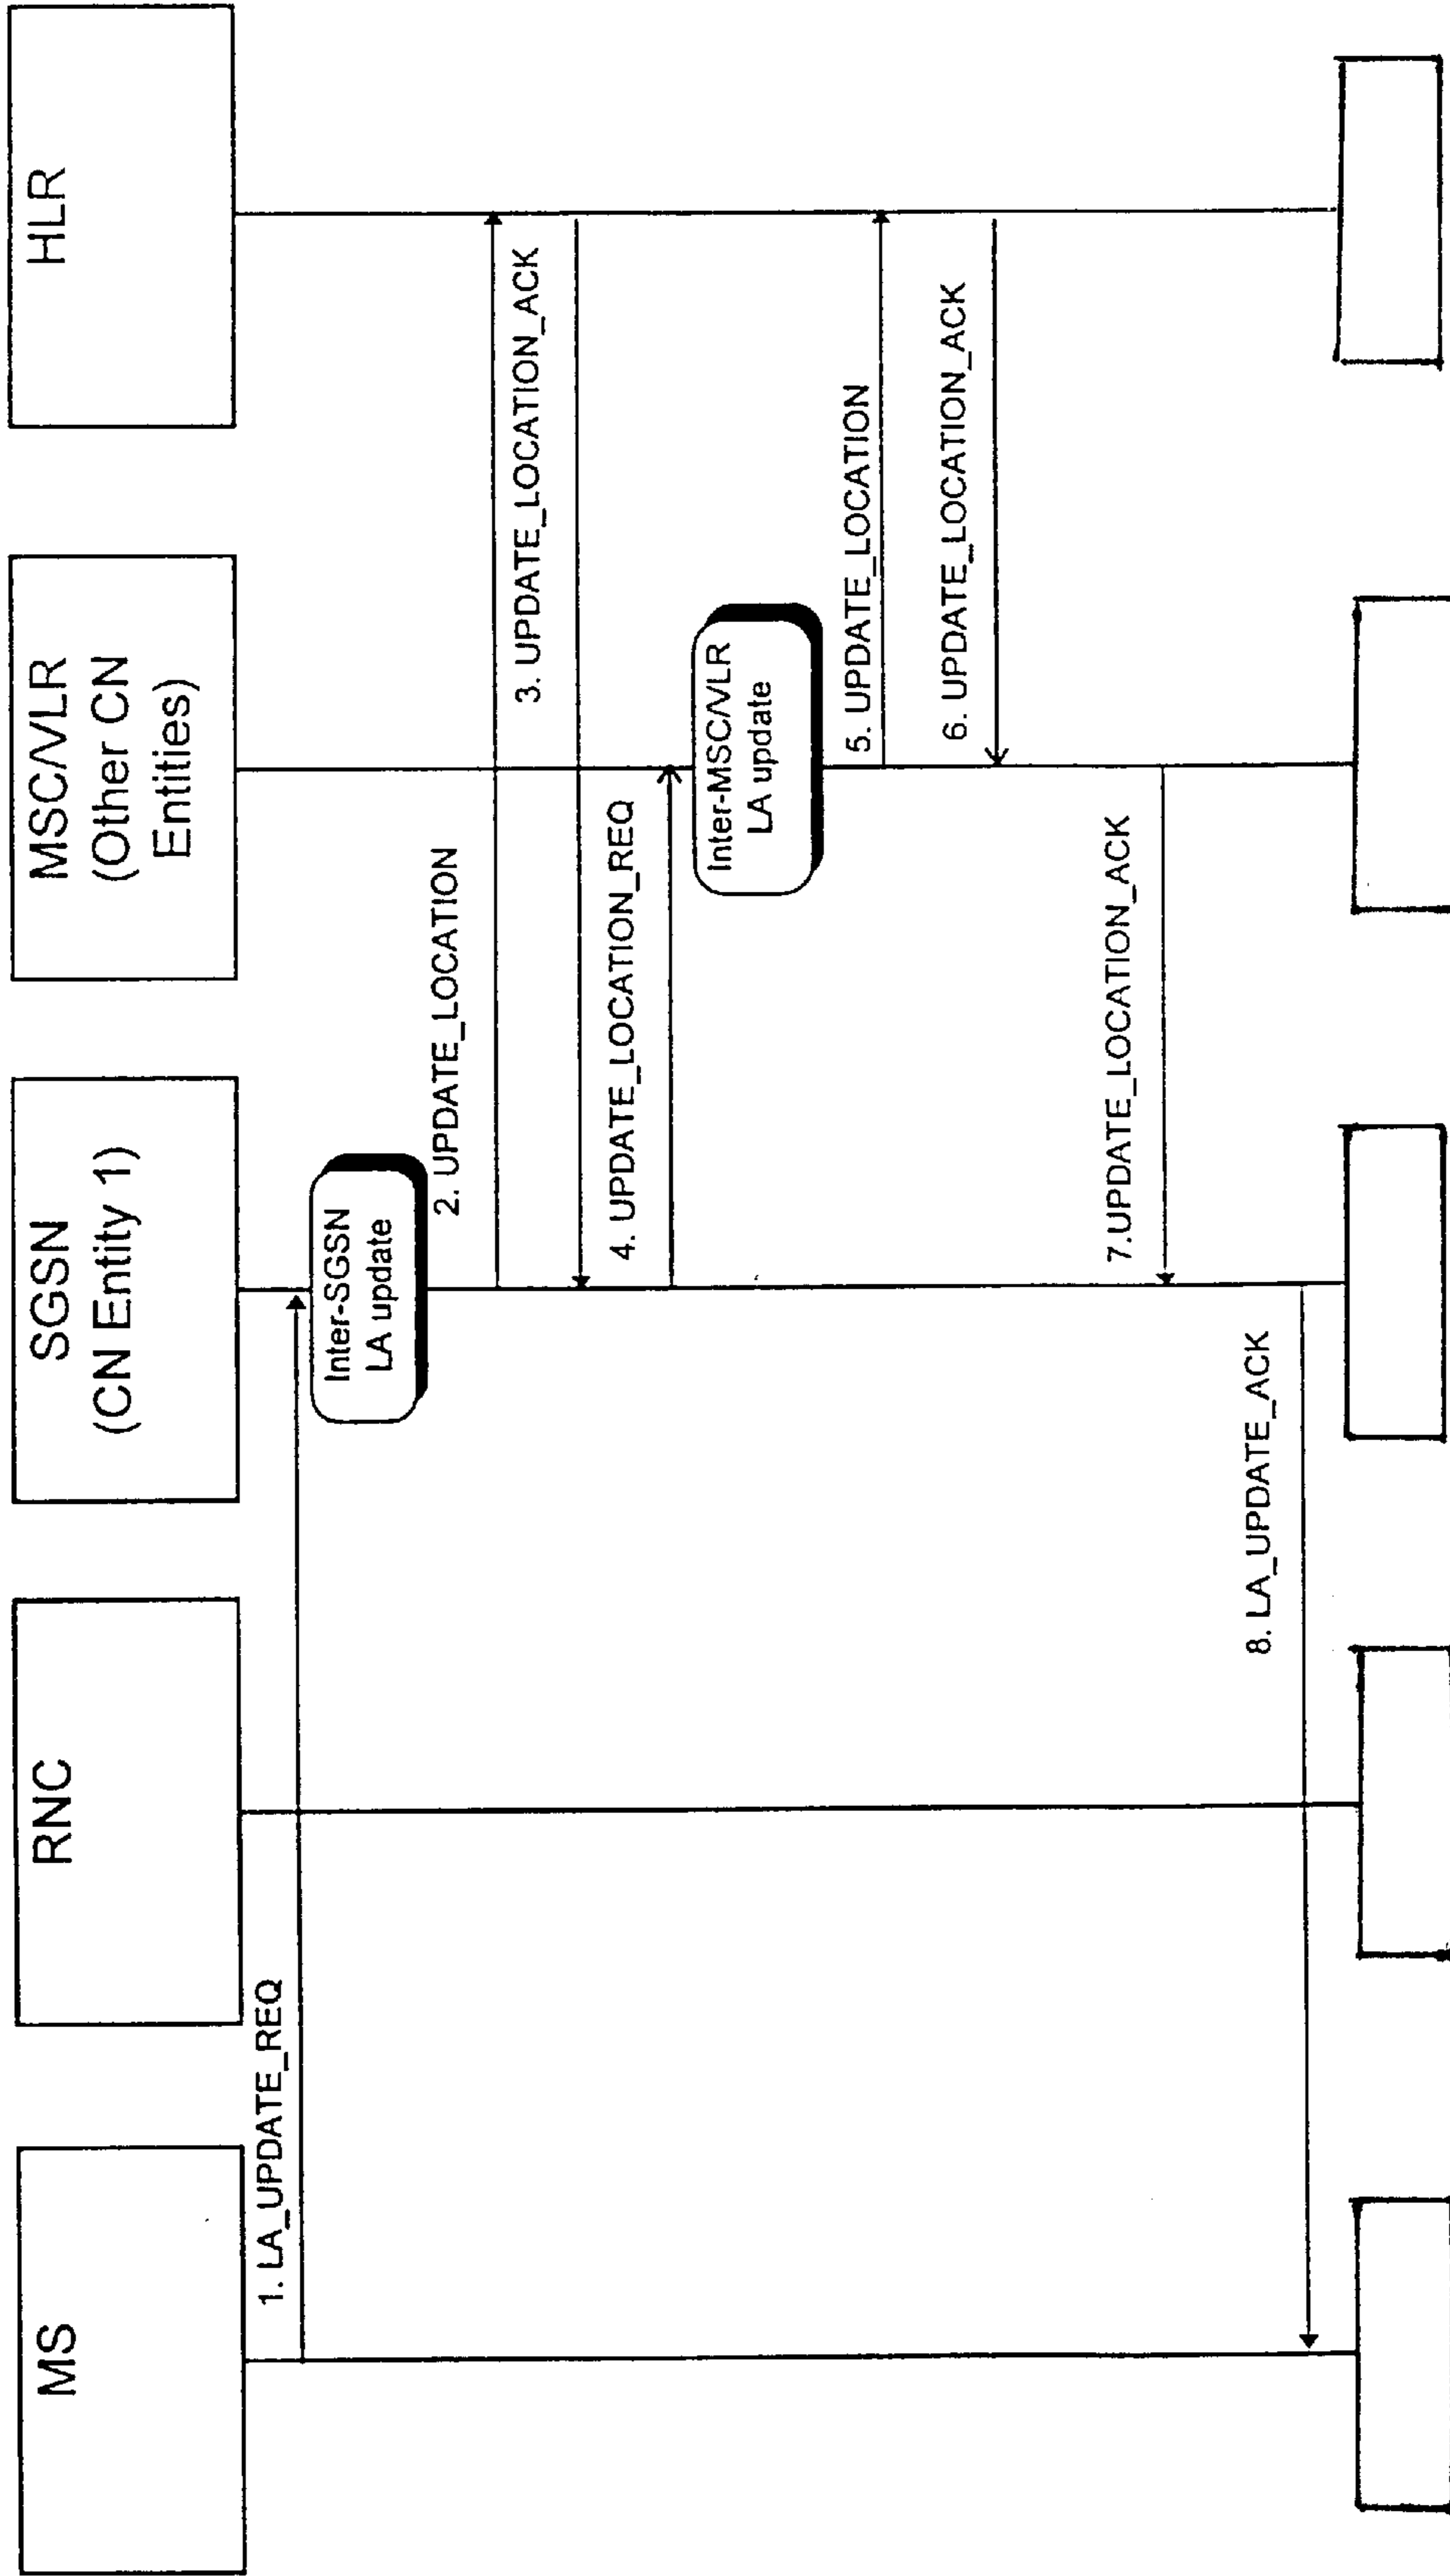 MS
RNC
SGSN
(CN Entity 1)
MSC/VLR
(Other CN
Entities)
HLR
1. LA_UPDATE_REQ
Inter-SGSN
LA update
2. UPDATE_LOCATION
3. UPDATE_LOCATION_ACK
4. UPDATE_LOCATION_REQ
Inter-MSC/VLR
LA update
5. UPDATE_LOCATION
6. UPDATE_LOCATION_ACK
7.UPDATE_LOCATION_ACK
8. LA_UPDATE_ACK